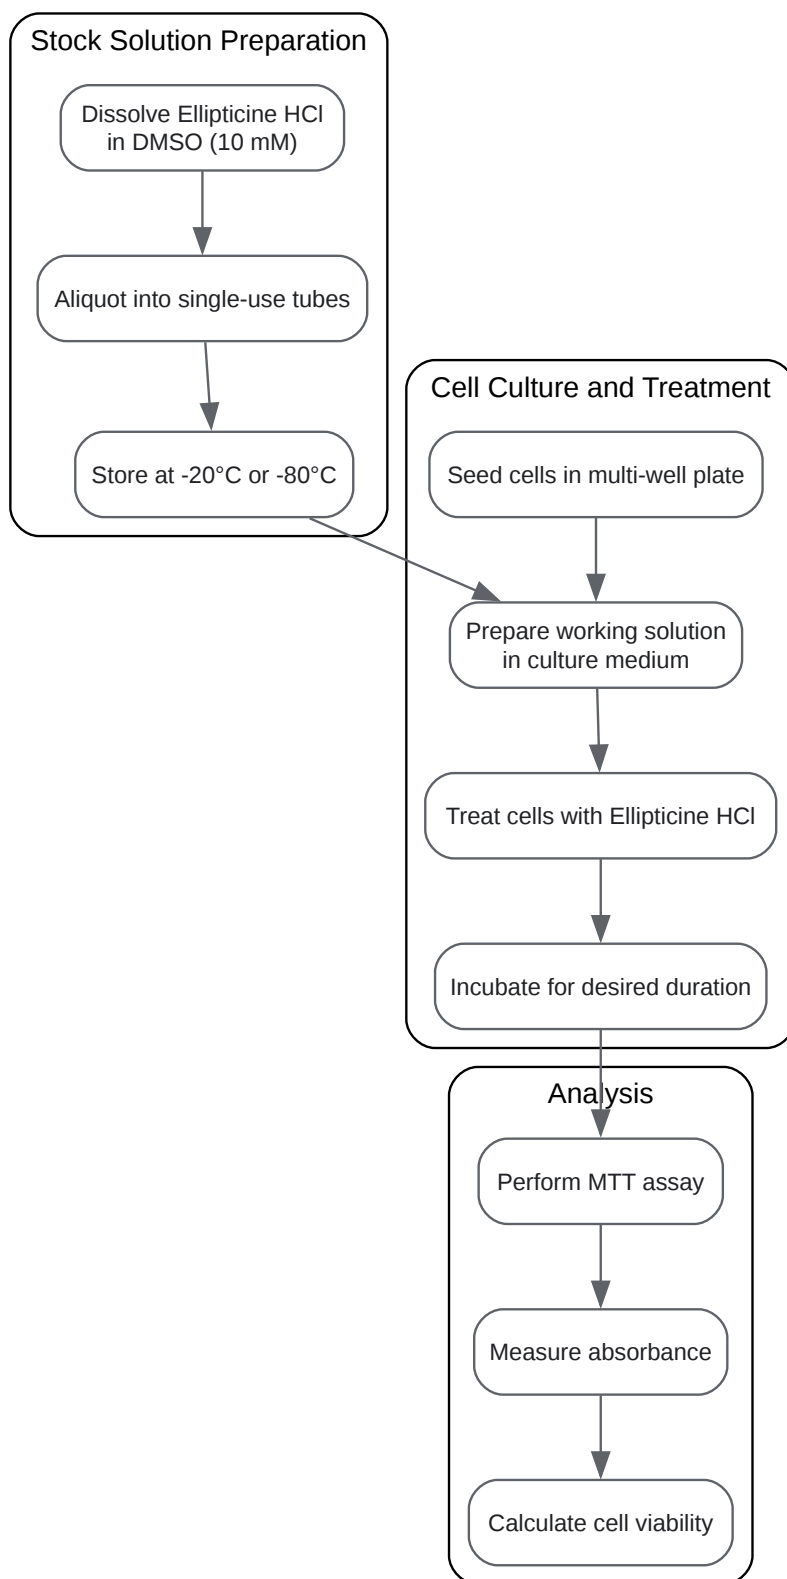 Stock Solution Preparation
Dissolve Ellipticine HCl
in DMSO (10 mM)
Aliquot into single-use tubes
Store at -20°C or -80°C
Cell Culture and Treatment
Seed cells in multi-well plate
Prepare working solution
in culture medium
Treat cells with Ellipticine HCl
Incubate for desired duration
Analysis
Perform MTT assay
Measure absorbance
Calculate cell viability